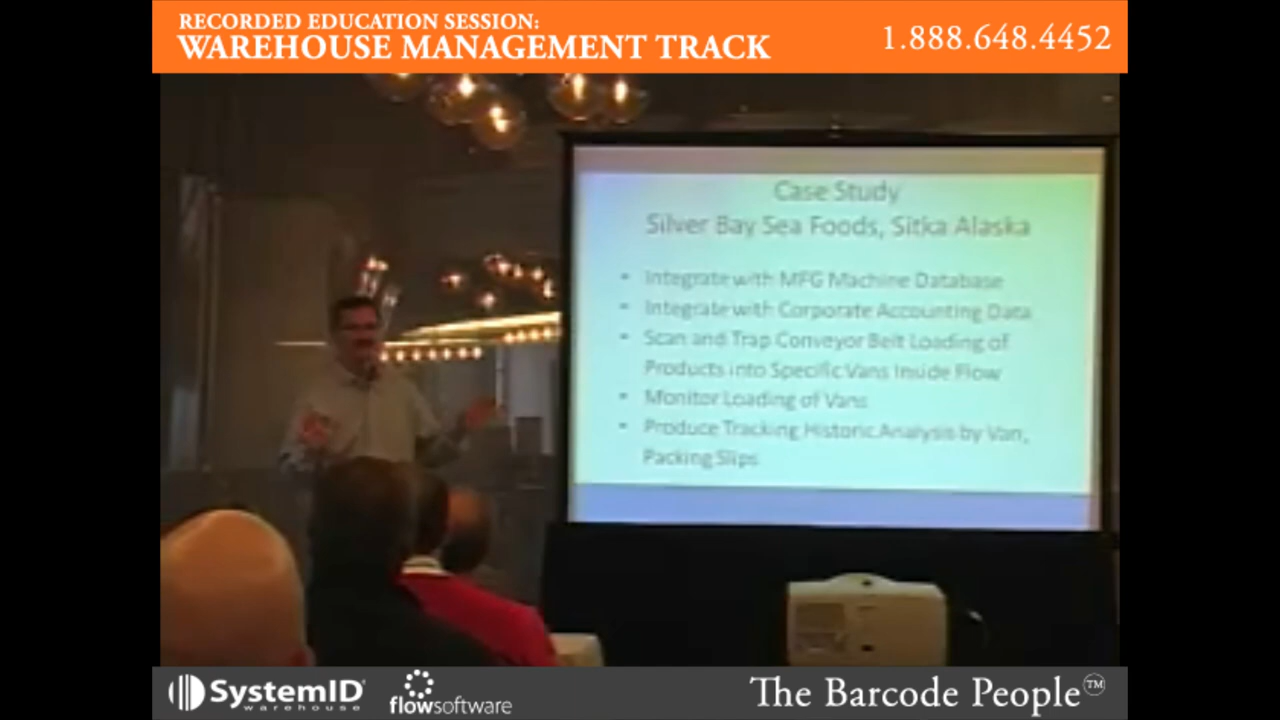 RECORDED EDUCATION SESSION:
WAREHOUSE MANAGEMENT TRACK
1.888.648.4452
Case Study
Silver Bay Sea Foods, Sitka Alaska
• Integrate with MFG Machine Database
• Integrate with Corporate Accounting Data
• Scan and Trap Conveyor Belt Loading of
Products into Specific Vans Inside Flow
• Monitor Loading of Vans
• Produce Tracking Historic Analysis by Van,
Packing Slips
SystemID
warehouse
flowsoftware
The Barcode People™